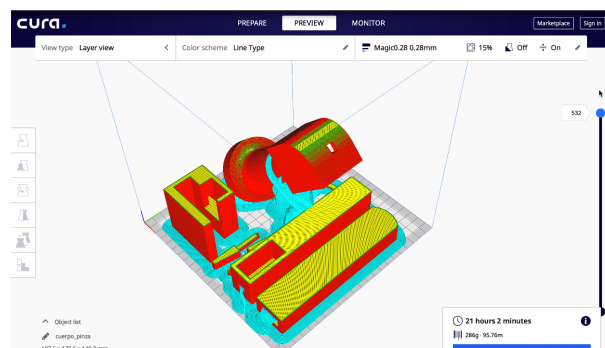 cura.
PREPARE PREVIEW MONITOR Marketplace Sign in
View type Layer view Color scheme Line Type Magic0.28 0.28mm 15% Off On
532
Object list
cuerpo_pinza
21 hours 2 minutes
286g · 95.76m